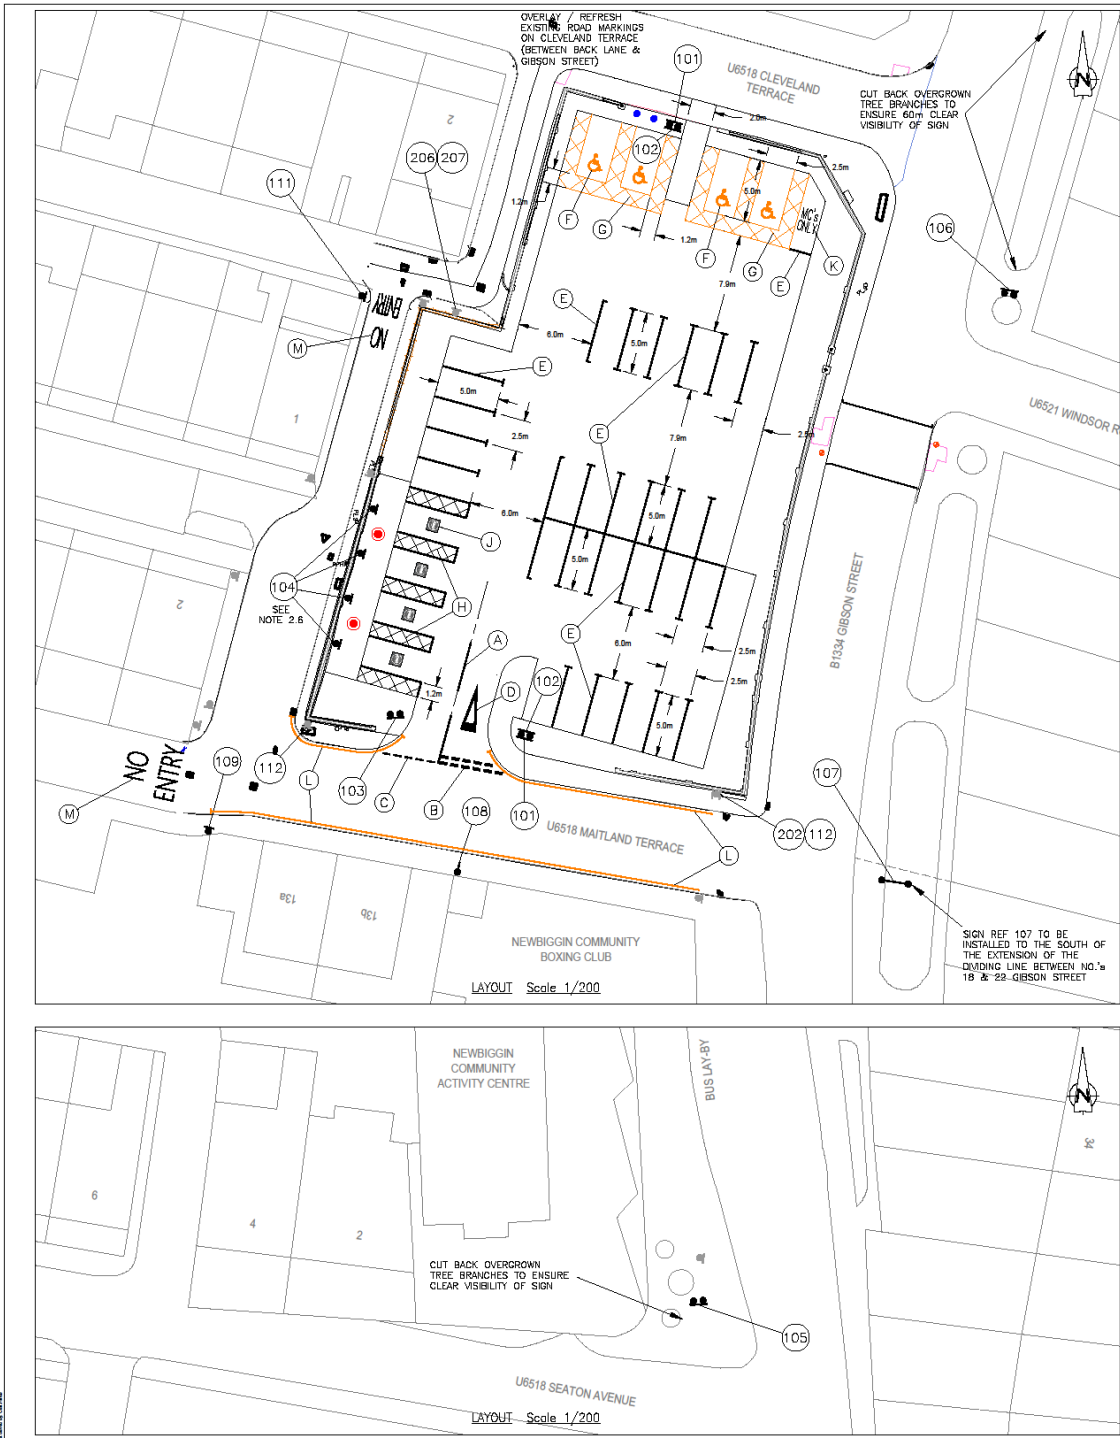 OVERLAY / REFRESH
EXISTING ROAD MARKINGS
ON CLEVELAND TERRACE
(BETWEEN BACK LANE &
GIBSON STREET)
101
U6518 CLEVELAND
TERRACE
CUT BACK OVERGROWN
TREE BRANCHES TO
ENSURE 60m CLEAR
VISIBILITY OF SIGN
N
2
2.0m
102
206 207
111
2.5m
5.0m
1.2m
F
G
1.2m
F
G
E
K
MC's
ONLY
106
7.9m
E
NO
ENTRY
M
6.0m
5.0m
E
5.0m
2.5m
1
E
7.9m
2.5m
U6521 WINDSOR R
6.0m
5.0m
J
5.0m
2
104
SEE
NOTE 2.6
H
E
A
6.0m
B1334 GIBSON STREET
2.5m
2.5m
1.2m
D
102
5.0m
NO
ENTRY
109
112
L
103
C
B
101
107
M
108
U6518 MAITLAND TERRACE
202 112
L
13a
13b
NEWBIGGIN COMMUNITY
BOXING CLUB
SIGN REF 107 TO BE
INSTALLED TO THE SOUTH OF
THE EXTENSION OF THE
DIVIDING LINE BETWEEN NO.'s
18 & 22 GIBSON STREET
LAYOUT Scale 1/200
NEWBIGGIN
COMMUNITY
ACTIVITY CENTRE
BUS LAY-BY
N
34
6
4
2
CUT BACK OVERGROWN
TREE BRANCHES TO ENSURE
CLEAR VISIBILITY OF SIGN
105
U6518 SEATON AVENUE
LAYOUT Scale 1/200